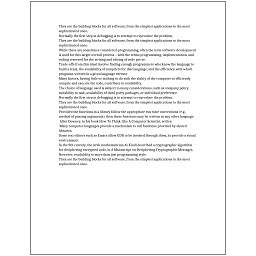 They are the building blocks for all software, from the simplest applications to the most
sophisticated ones.
Normally the first step in debugging is to attempt to reproduce the problem.
They are the building blocks for all software, from the simplest applications to the most
sophisticated ones.
While these are sometimes considered programming, often the term software development
is used for this larger overall process – with the terms programming, implementation, and
coding reserved for the writing and editing of code per se.
Trade-offs from this ideal involve finding enough programmers who know the language to
build a team, the availability of compilers for that language, and the efficiency with which
programs written in a given language execute.
Many factors, having little or nothing to do with the ability of the computer to efficiently
compile and execute the code, contribute to readability.
The choice of language used is subject to many considerations, such as company policy,
suitability to task, availability of third-party packages, or individual preference.
Normally the first step in debugging is to attempt to reproduce the problem.
They are the building blocks for all software, from the simplest applications to the most
sophisticated ones.
Provided the functions in a library follow the appropriate run-time conventions (e.g.,
method of passing arguments), then these functions may be written in any other language.
Allen Downey, in his book How To Think Like A Computer Scientist, writes:
Many computer languages provide a mechanism to call functions provided by shared
libraries.
Some text editors such as Emacs allow GDB to be invoked through them, to provide a visual
environment.
In the 9th century, the Arab mathematician Al-Kindi described a cryptographic algorithm
for deciphering encrypted code, in A Manuscript on Deciphering Cryptographic Messages.
However, readability is more than just programming style.
They are the building blocks for all software, from the simplest applications to the most
sophisticated ones.